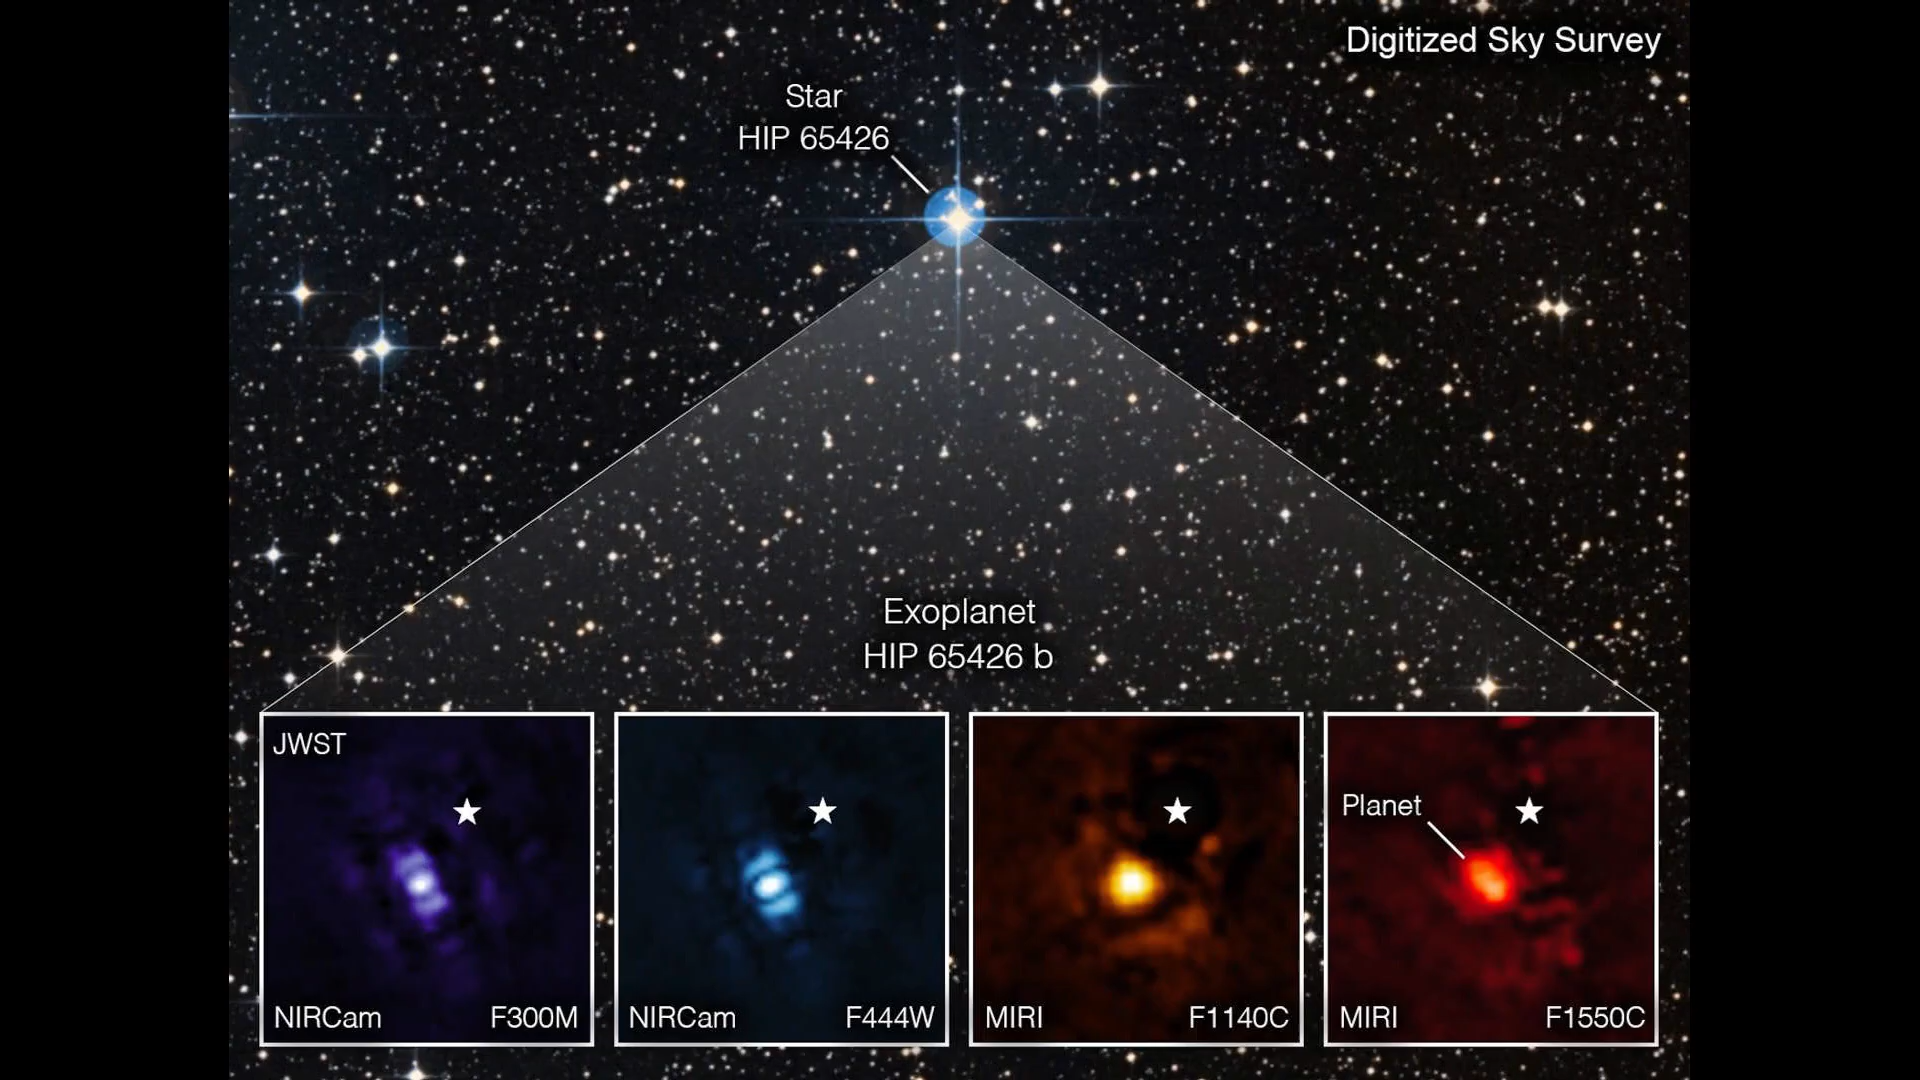 Digitized Sky Survey
Star
HIP 65426
Exoplanet
HIP 65426 b
JWST
Planet
NIRCam F300M
NIRCam F444W
MIRI F1140C
MIRI F1550C